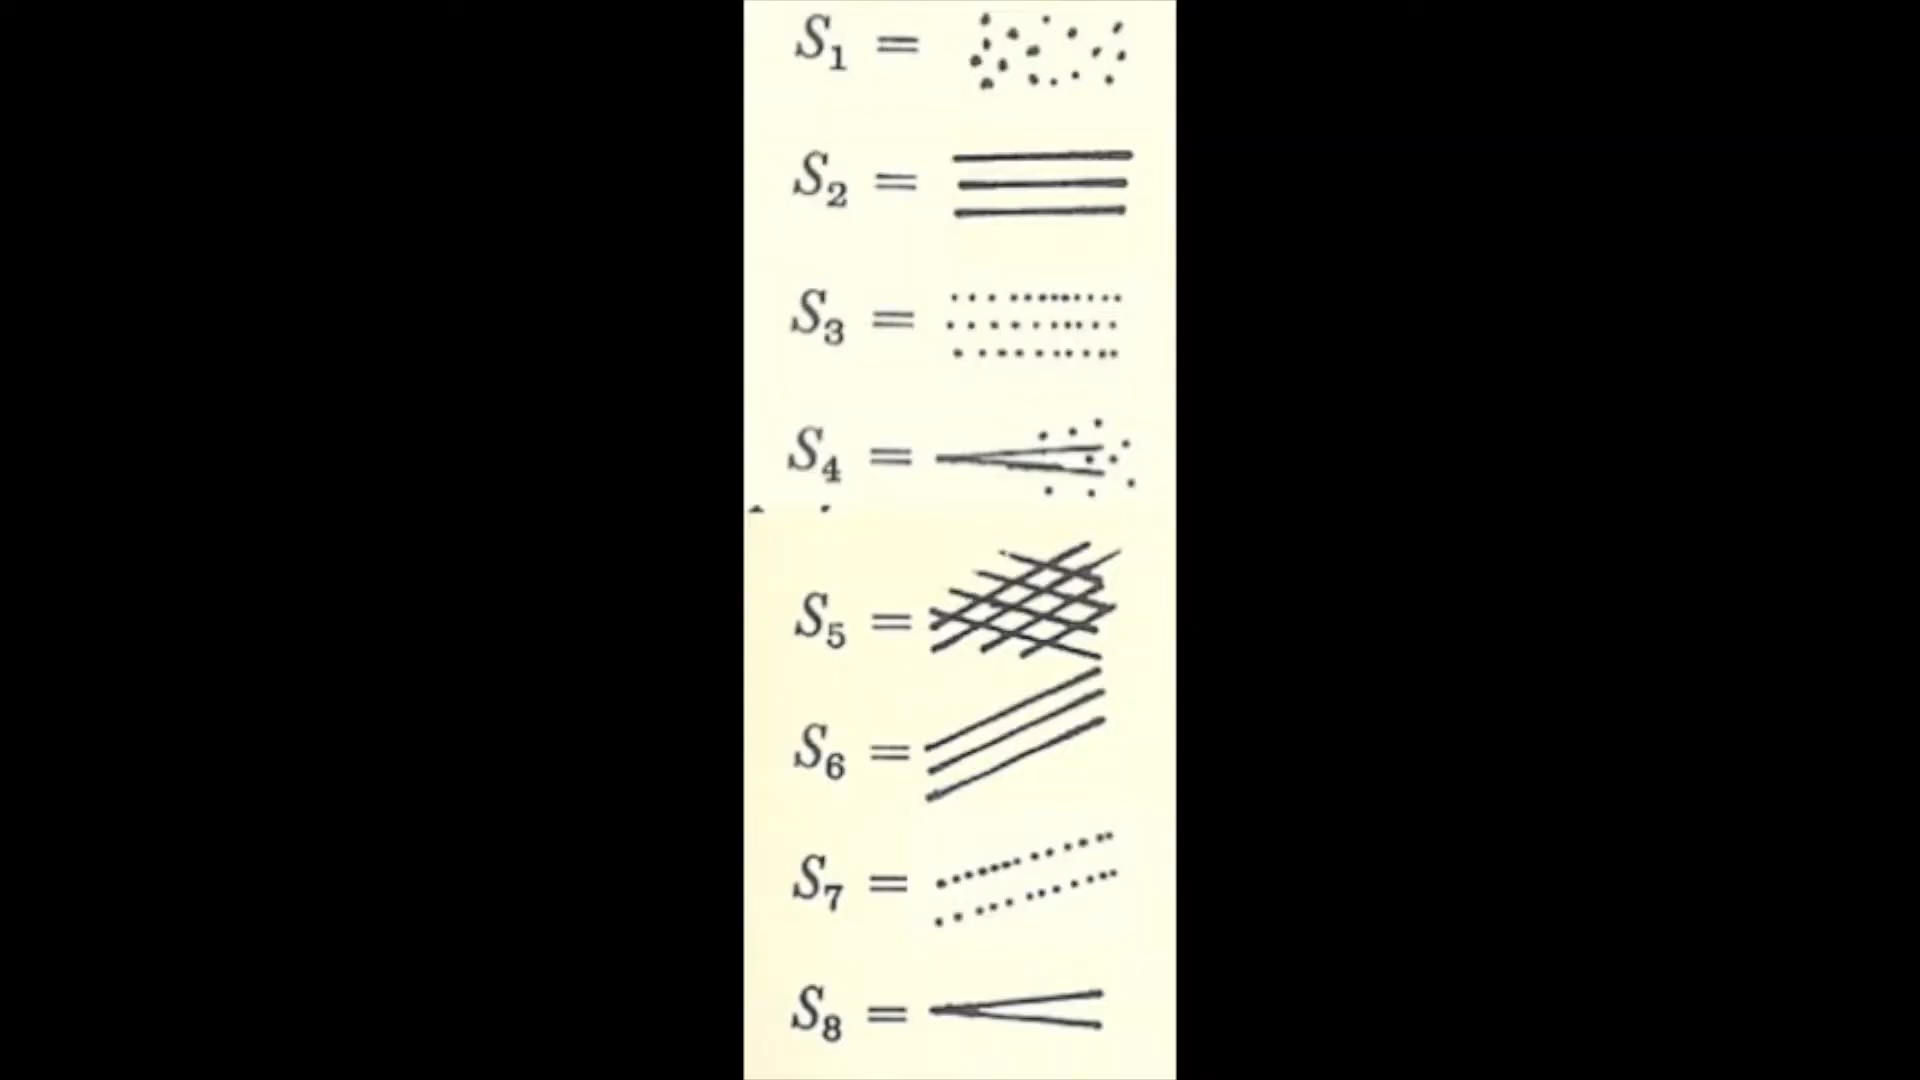 S₁ =
S₂ =
S₃ =
S₄ =
S₅ =
S₆ =
S₇ =
S₈ =